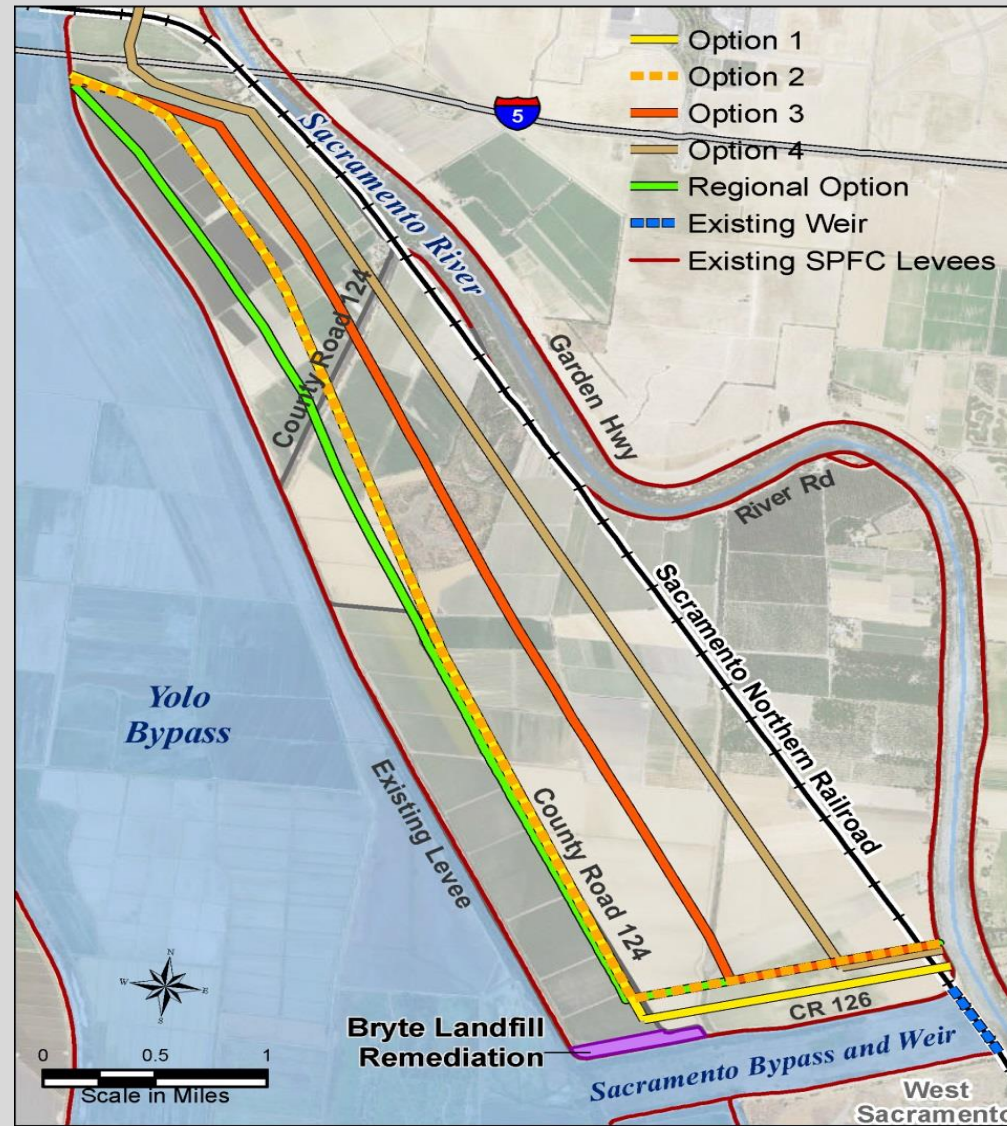 Option 1
Option 2
Option 3
Option 4
Regional Option
Existing Weir
Existing SPFC Levees
5
Sacramento River
County Road 124
Garden Hwy
River Rd
Sacramento Northern Railroad
Yolo
Bypass
Existing Levee
County Road 124
N
W
E
S
CR 126
Bryte Landfill
Remediation
0 0.5 1
Scale in Miles
Sacramento Bypass and Weir
West
Sacramento